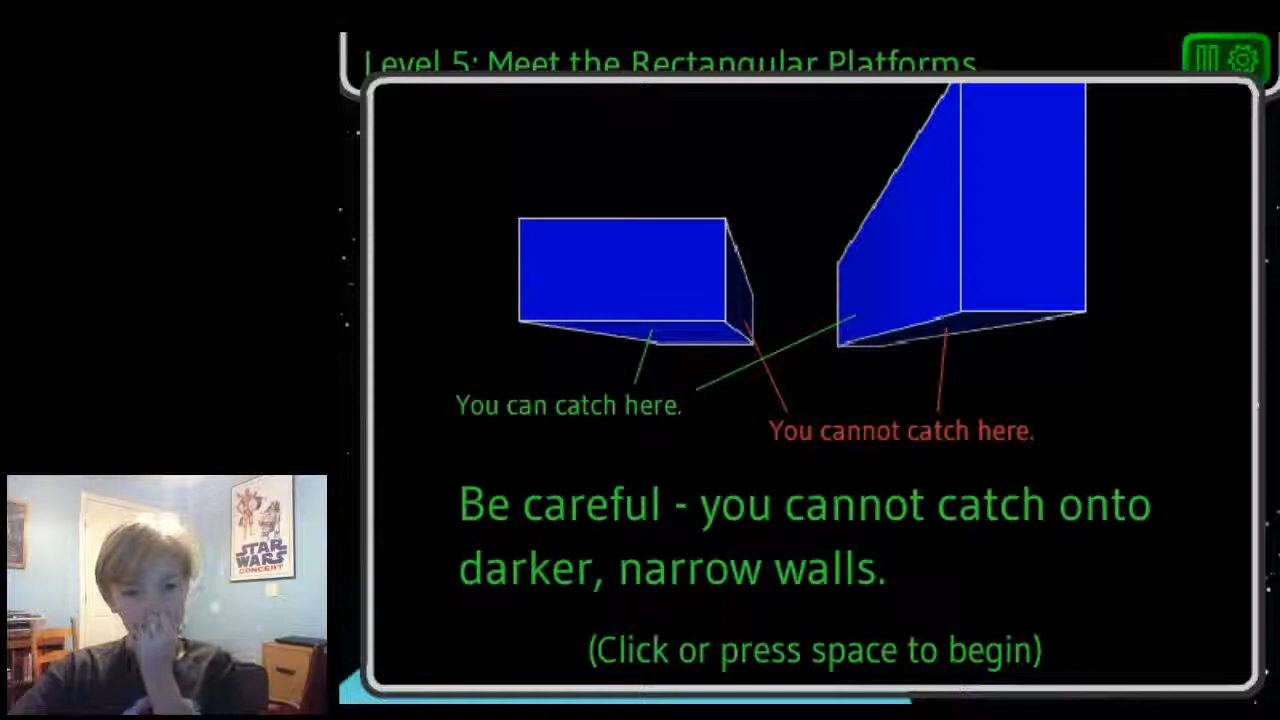 Level 5: Meet the Rectangular Platforms
You can catch here.
You cannot catch here.
Be careful - you cannot catch onto
darker, narrow walls.
(Click or press space to begin)
STAR
WARS
CONCERT